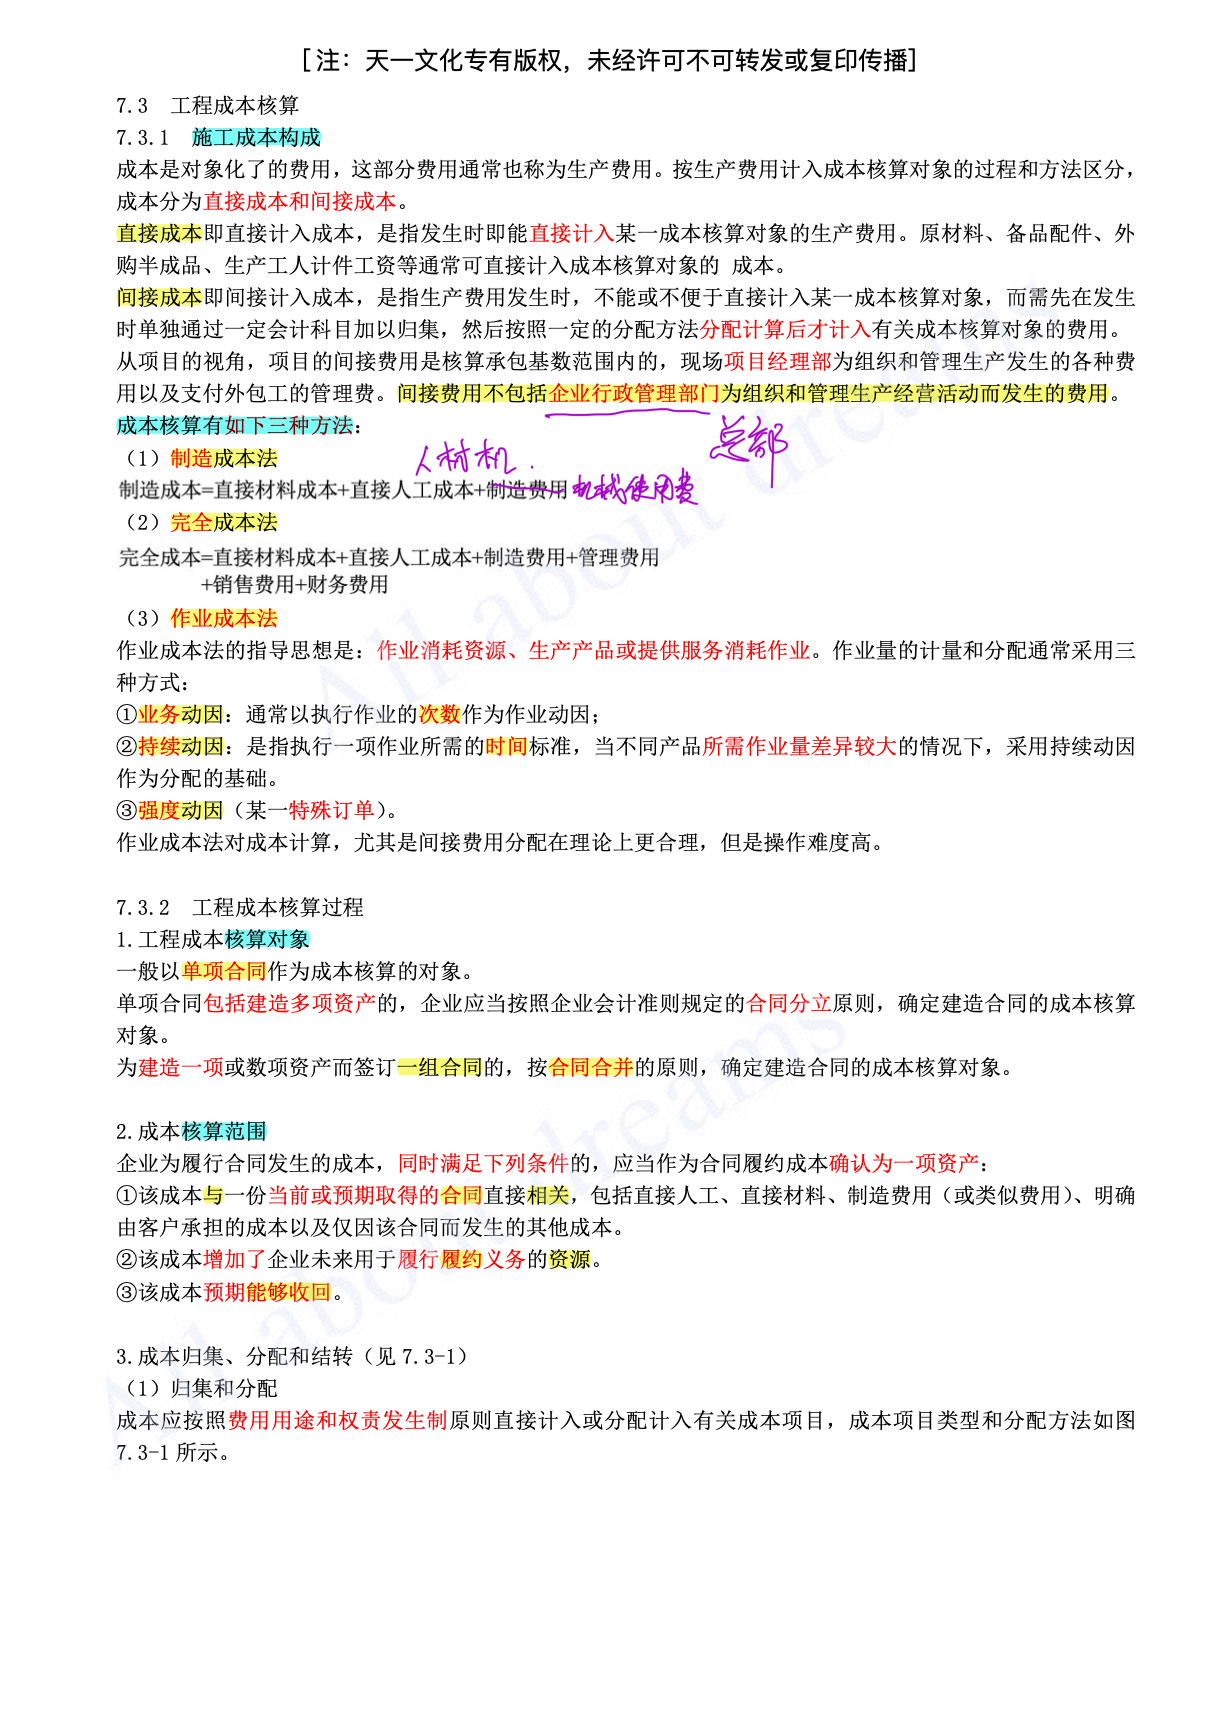 [注：天一文化专有版权，未经许可不可转发或复印传播]
7.3 工程成本核算
7.3.1 施工成本构成
成本是对象化了的费用，这部分费用通常也称为生产费用。按生产费用计入成本核算对象的过程和方法区分，
成本分为直接成本和间接成本。
直接成本即直接计入成本，是指发生时即能直接计入某一成本核算对象的生产费用。原材料、备品配件、外
购半成品、生产工人计件工资等通常可直接计入成本核算对象的 成本。
间接成本即间接计入成本，是指生产费用发生时，不能或不便于直接计入某一成本核算对象，而需先在发生
时单独通过一定会计科目加以归集，然后按照一定的分配方法分配计算后才计入有关成本核算对象的费用。
从项目的视角，项目的间接费用是核算承包基数范围内的，现场项目经理部为组织和管理生产发生的各种费
用以及支付外包工的管理费。间接费用不包括企业行政管理部门为组织和管理生产经营活动而发生的费用。
成本核算有如下三种方法：
总部
（1）制造成本法
人材机.
制造成本=直接材料成本+直接人工成本+制造费用 机械使用费
（2）完全成本法
完全成本=直接材料成本+直接人工成本+制造费用+管理费用
+销售费用+财务费用
（3）作业成本法
作业成本法的指导思想是：作业消耗资源、生产产品或提供服务消耗作业。作业量的计量和分配通常采用三
种方式：
①业务动因：通常以执行作业的次数作为作业动因；
②持续动因：是指执行一项作业所需的时间标准，当不同产品所需作业量差异较大的情况下，采用持续动因
作为分配的基础。
③强度动因（某一特殊订单）。
作业成本法对成本计算，尤其是间接费用分配在理论上更合理，但是操作难度高。
7.3.2 工程成本核算过程
1.工程成本核算对象
一般以单项合同作为成本核算的对象。
单项合同包括建造多项资产的，企业应当按照企业会计准则规定的合同分立原则，确定建造合同的成本核算
对象。
为建造一项或数项资产而签订一组合同的，按合同合并的原则，确定建造合同的成本核算对象。
2.成本核算范围
企业为履行合同发生的成本，同时满足下列条件的，应当作为合同履约成本确认为一项资产：
①该成本与一份当前或预期取得的合同直接相关，包括直接人工、直接材料、制造费用（或类似费用）、明确
由客户承担的成本以及仅因该合同而发生的其他成本。
②该成本增加了企业未来用于履行履约义务的资源。
③该成本预期能够收回。
3.成本归集、分配和结转（见 7.3-1）
（1）归集和分配
成本应按照费用用途和权责发生制原则直接计入或分配计入有关成本项目，成本项目类型和分配方法如图
7.3-1 所示。
All about dreams
All about dreams